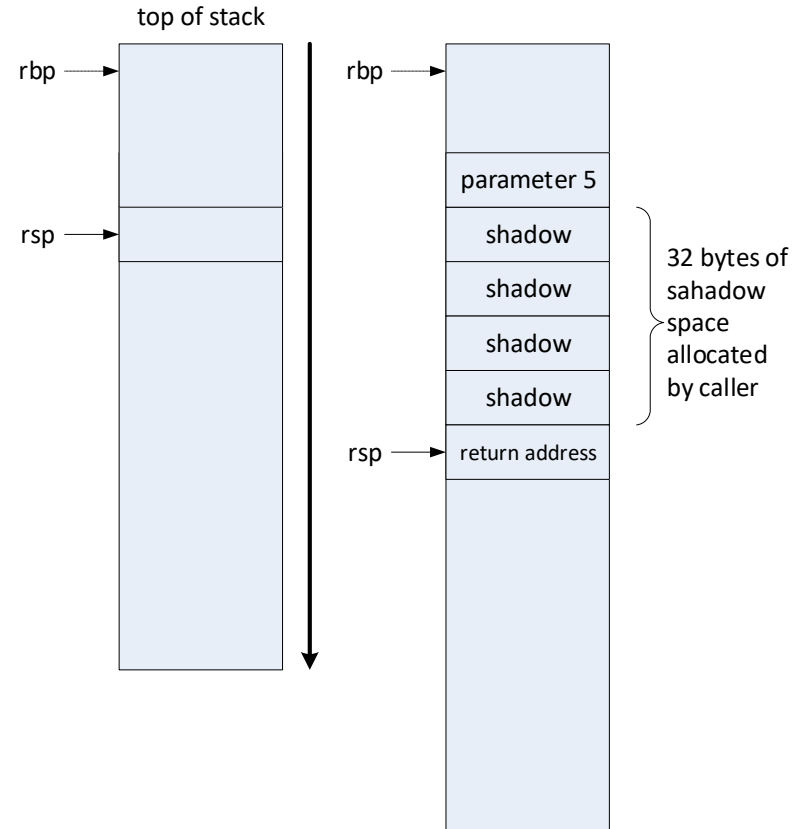 top of stack
rbp
rsp
rbp
parameter 5
shadow
shadow
shadow
shadow
rsp
return address
32 bytes of
sahadow
space
allocated
by caller